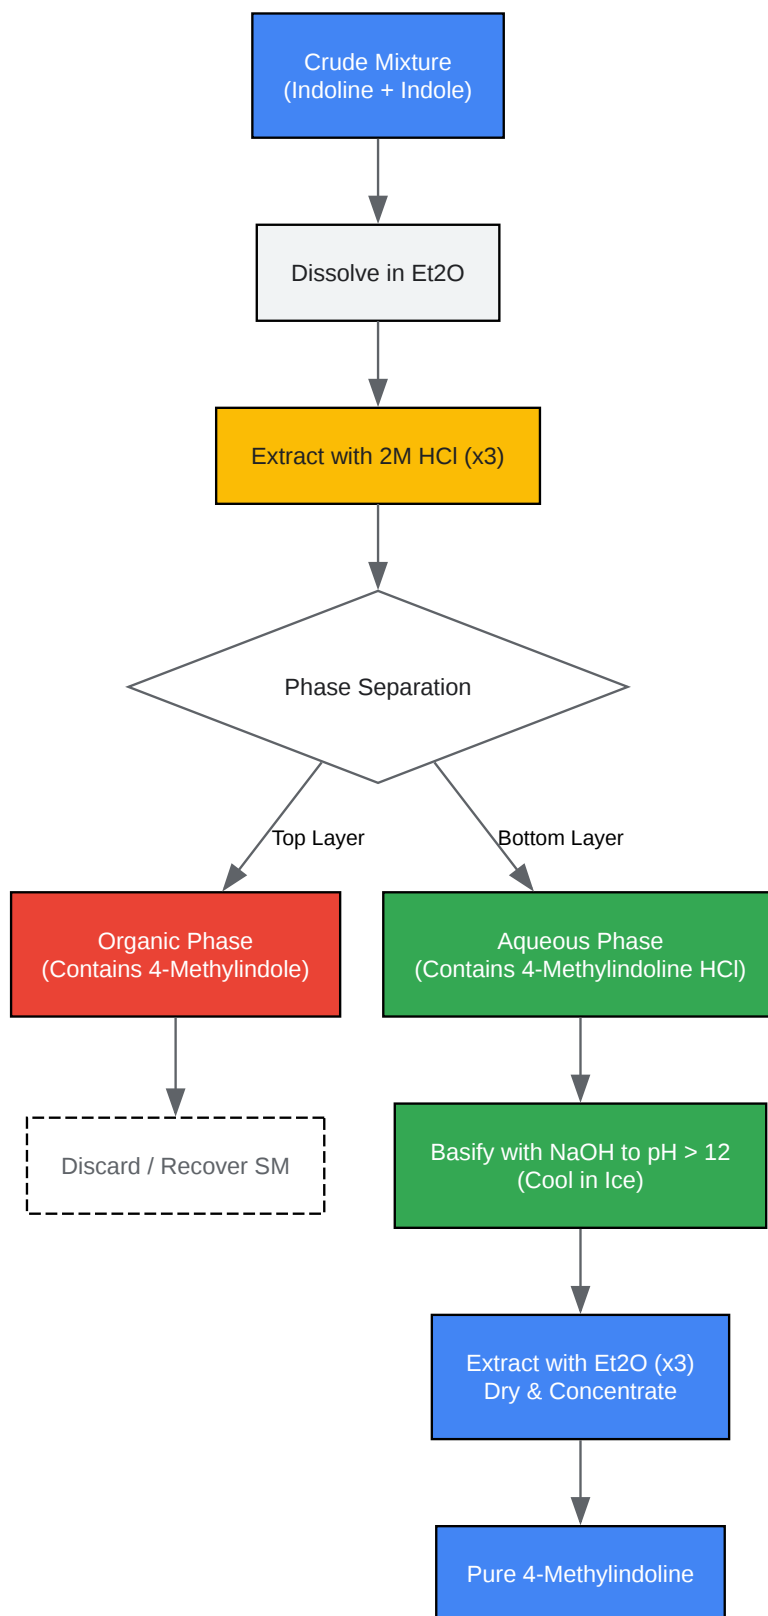 Crude Mixture
(Indoline + Indole)
Dissolve in Et2O
Extract with 2M HCl (x3)
Phase Separation
Top Layer
Bottom Layer
Organic Phase
(Contains 4-Methylindole)
Aqueous Phase
(Contains 4-Methylindoline HCl)
Discard / Recover SM
Basify with NaOH to pH > 12
(Cool in Ice)
Extract with Et2O (x3)
Dry & Concentrate
Pure 4-Methylindoline